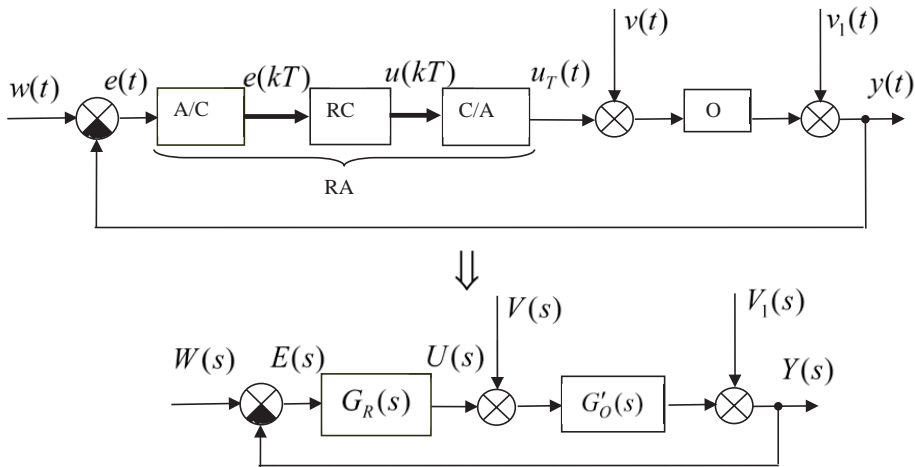 v(t)
v₁(t)
w(t)
e(t)
A/C
e(kT)
RC
u(kT)
C/A
u_T(t)
O
y(t)
RA
⇓
V(s)
V₁(s)
W(s)
E(s)
G_R(s)
U(s)
G'_O(s)
Y(s)